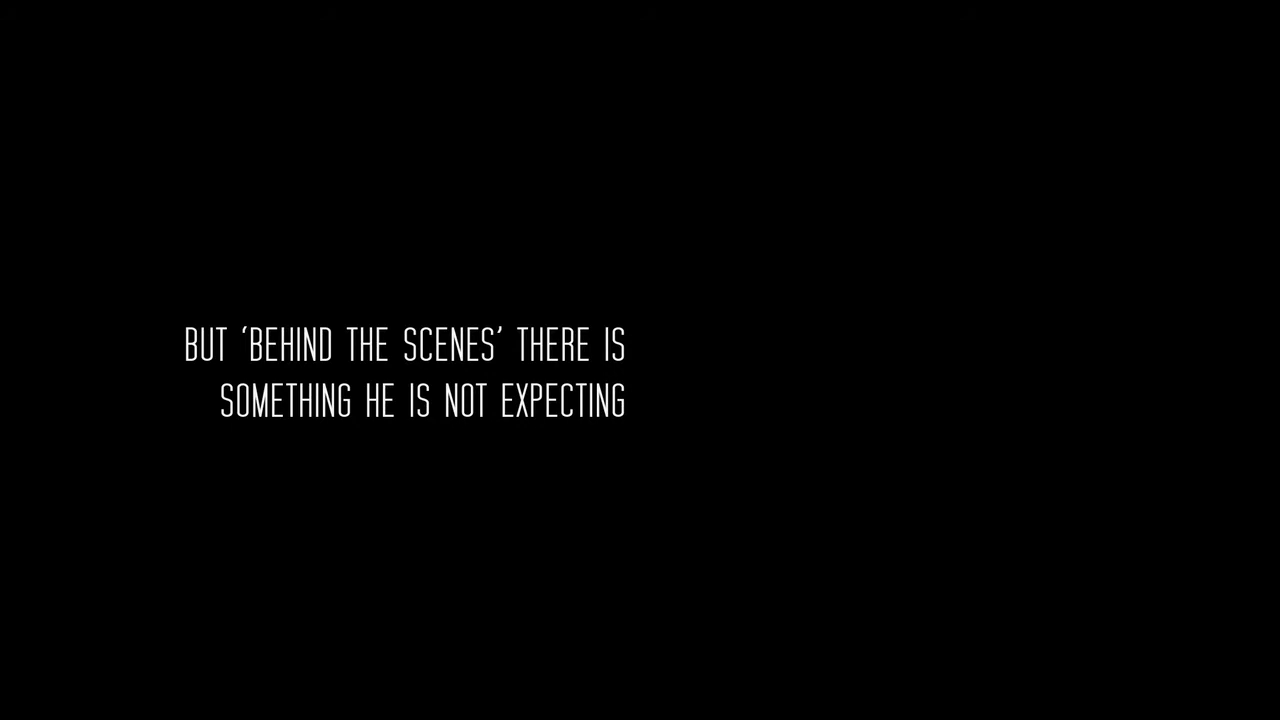 BUT ‘BEHIND THE SCENES’ THERE IS
SOMETHING HE IS NOT EXPECTING